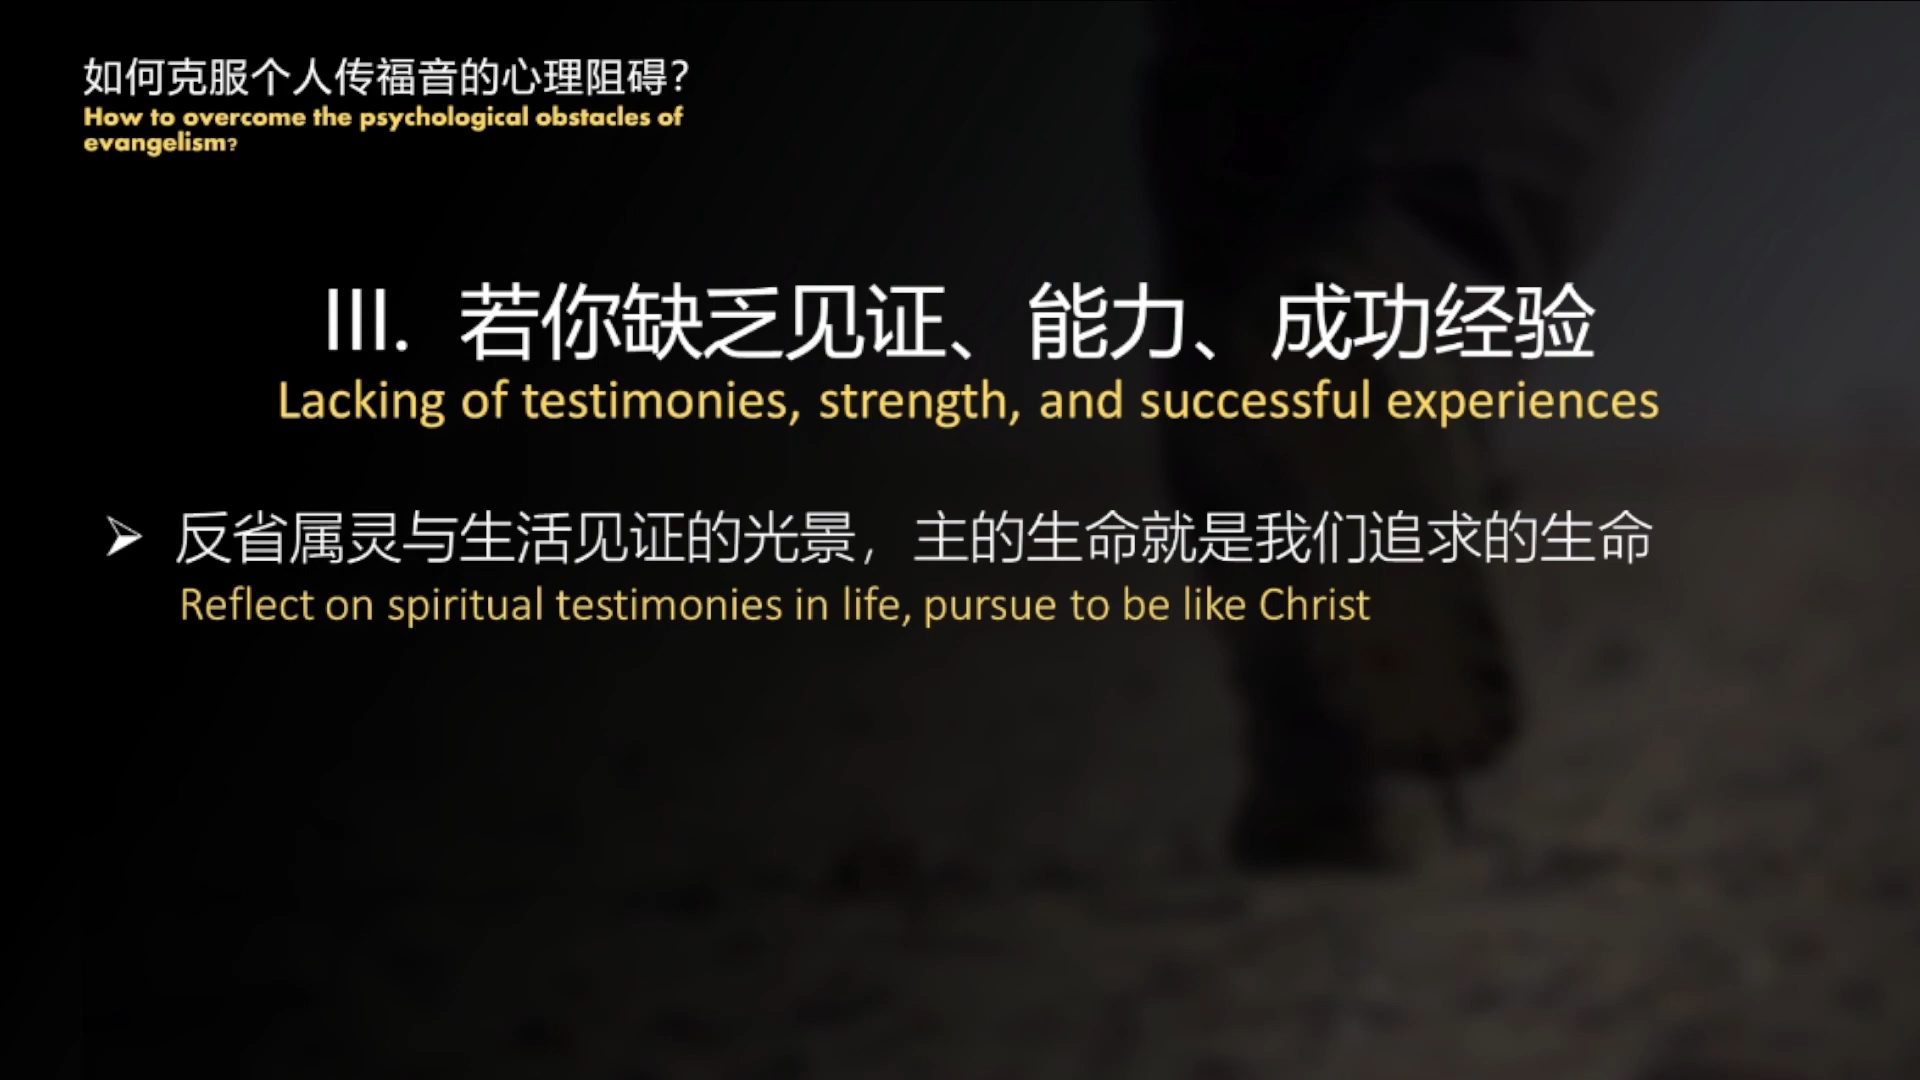 如何克服个人传福音的心理阻碍？
How to overcome the psychological obstacles of
evangelism?
III. 若你缺乏见证、能力、成功经验
Lacking of testimonies, strength, and successful experiences
➢ 反省属灵与生活见证的光景，主的生命就是我们追求的生命
Reflect on spiritual testimonies in life, pursue to be like Christ